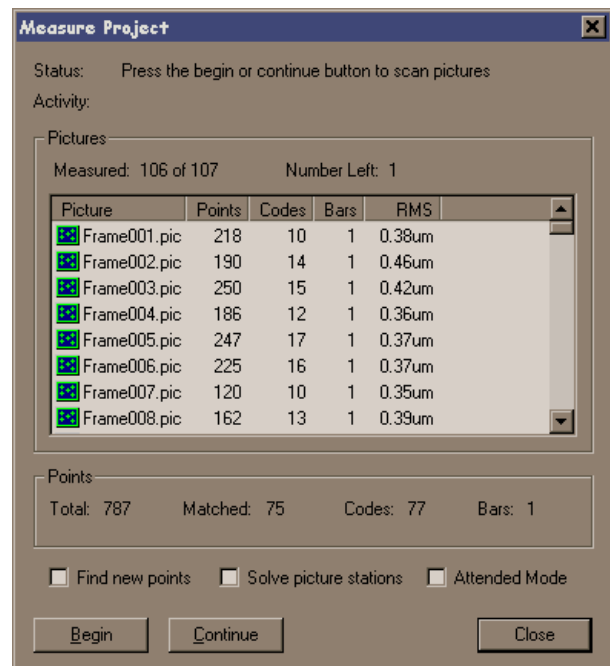 Measure Project
Status: Press the begin or continue button to scan pictures
Activity:
Pictures
Measured: 106 of 107 Number Left: 1
Picture Points Codes Bars RMS
Frame001.pic 218 10 1 0.38um
Frame002.pic 190 14 1 0.46um
Frame003.pic 250 15 1 0.42um
Frame004.pic 186 12 1 0.36um
Frame005.pic 247 17 1 0.37um
Frame006.pic 225 16 1 0.37um
Frame007.pic 120 10 1 0.35um
Frame008.pic 162 13 1 0.39um
Points
Total: 787 Matched: 75 Codes: 77 Bars: 1
Find new points Solve picture stations Attended Mode
Begin Continue Close